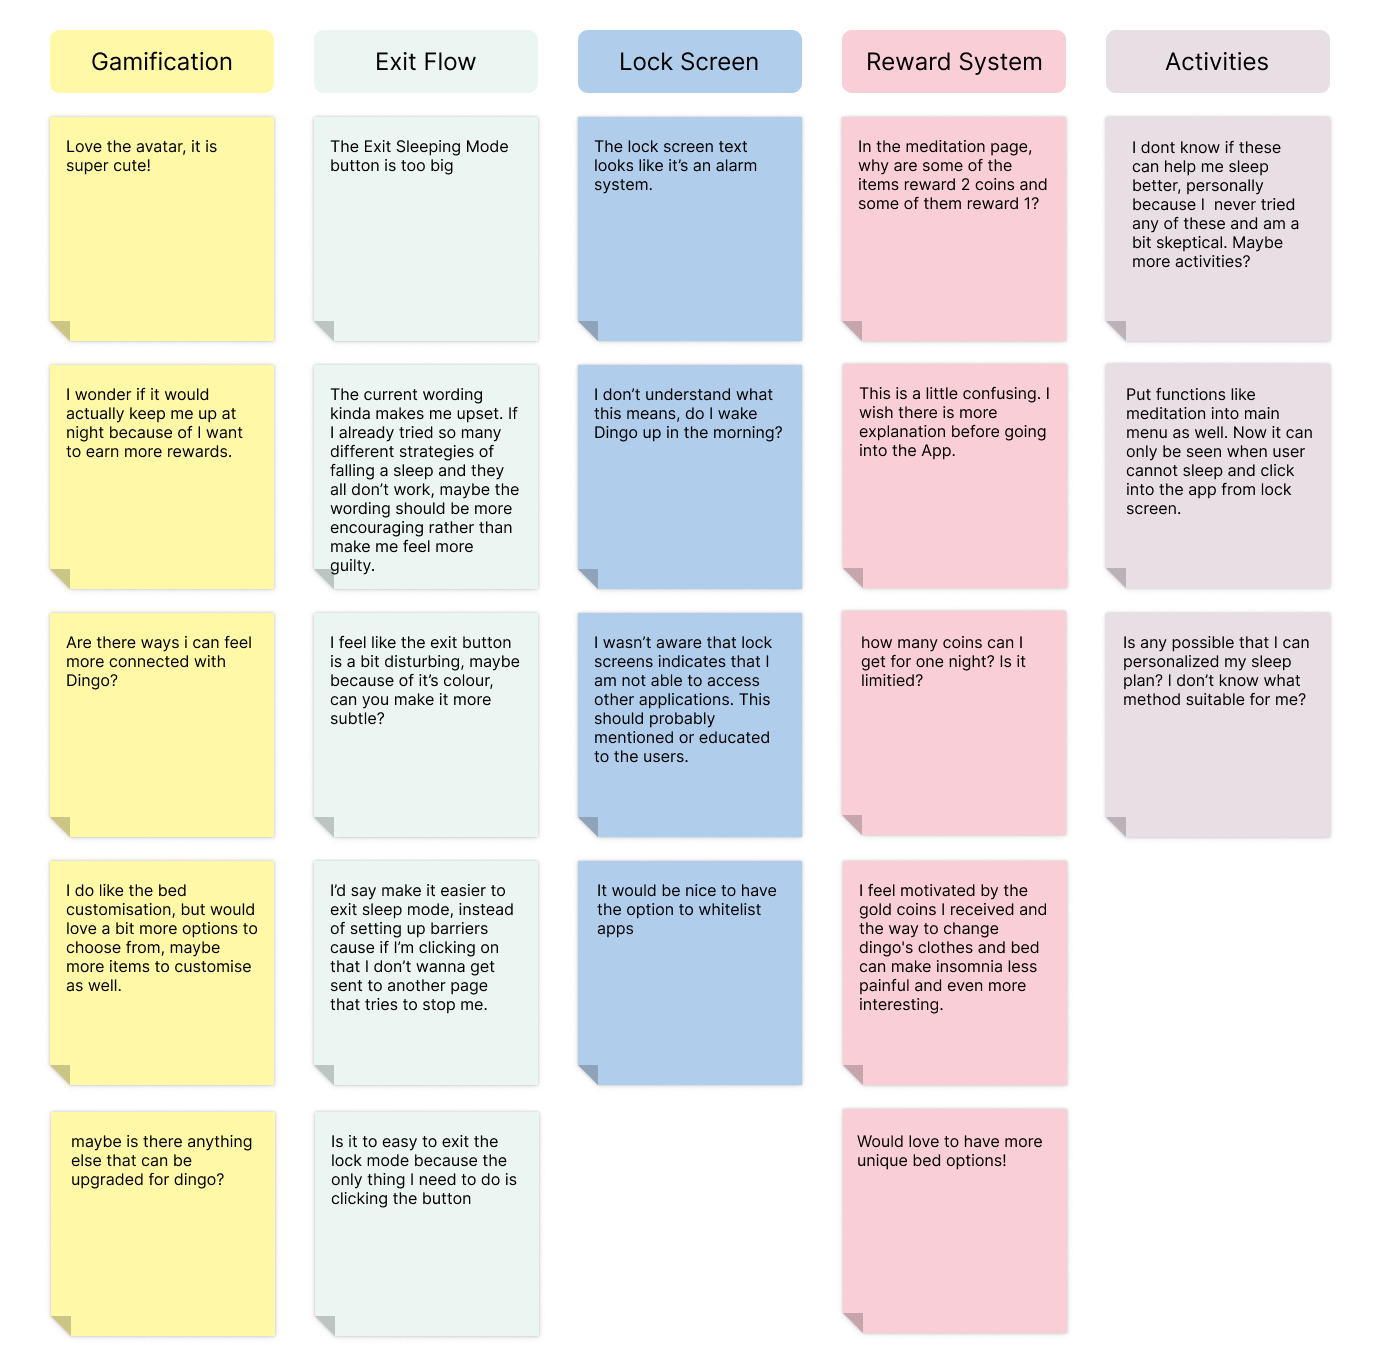 Gamification
Exit Flow
Lock Screen
Reward System
Activities
Love the avatar, it is
super cute!
The Exit Sleeping Mode
button is too big
The lock screen text
looks like it’s an alarm
system.
In the meditation page,
why are some of the
items reward 2 coins and
some of them reward 1?
I dont know if these
can help me sleep
better, personally
because I  never tried
any of these and am a
bit skeptical. Maybe
more activities?
I wonder if it would
actually keep me up at
night because of I want
to earn more rewards.
The current wording
kinda makes me upset. If
I already tried so many
different strategies of
falling a sleep and they
all don’t work, maybe the
wording should be more
encouraging rather than
make me feel more
guilty.
I don’t understand what
this means, do I wake
Dingo up in the morning?
This is a little confusing. I
wish there is more
explanation before going
into the App.
Put functions like
meditation into main
menu as well. Now it can
only be seen when user
cannot sleep and click
into the app from lock
screen.
Are there ways i can feel
more connected with
Dingo?
I feel like the exit button
is a bit disturbing, maybe
because of it’s colour,
can you make it more
subtle?
I wasn’t aware that lock
screens indicates that I
am not able to access
other applications. This
should probably
mentioned or educated
to the users.
how many coins can I
get for one night? Is it
limitied?
Is any possible that I can
personalized my sleep
plan? I don’t know what
method suitable for me?
I do like the bed
customisation, but would
love a bit more options to
choose from, maybe
more items to customise
as well.
I’d say make it easier to
exit sleep mode, instead
of setting up barriers
cause if I’m clicking on
that I don’t wanna get
sent to another page
that tries to stop me.
It would be nice to have
the option to whitelist
apps
I feel motivated by the
gold coins I received and
the way to change
dingo's clothes and bed
can make insomnia less
painful and even more
interesting.
maybe is there anything
else that can be
upgraded for dingo?
Is it to easy to exit the
lock mode because the
only thing I need to do is
clicking the button
Would love to have more
unique bed options!